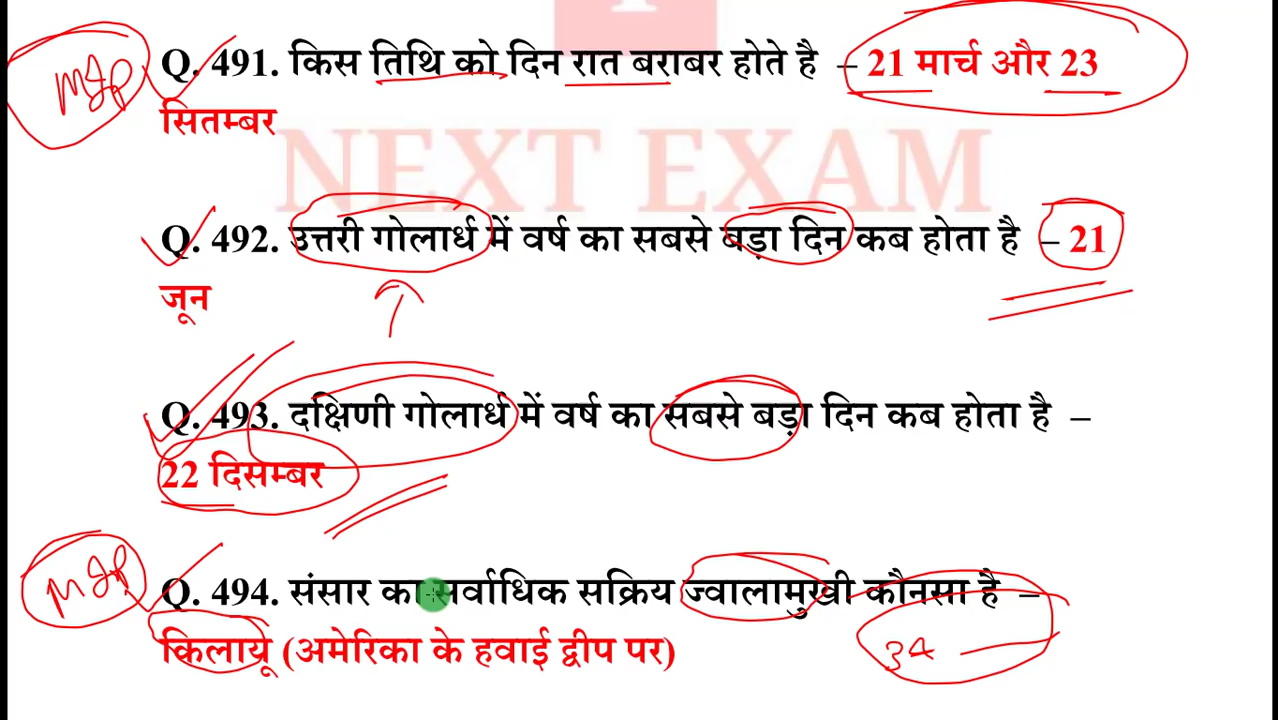 Q. 491. किस तिथि को दिन रात बराबर होते है – 21 मार्च और 23
सितम्बर
NEXT EXAM
Q. 492. उत्तरी गोलार्ध में वर्ष का सबसे बड़ा दिन कब होता है – 21
जून
Q. 493. दक्षिणी गोलार्ध में वर्ष का सबसे बड़ा दिन कब होता है –
22 दिसम्बर
Q. 494. संसार का सर्वाधिक सक्रिय ज्वालामुखी कौनसा है –
किलायू (अमेरिका के हवाई द्वीप पर)